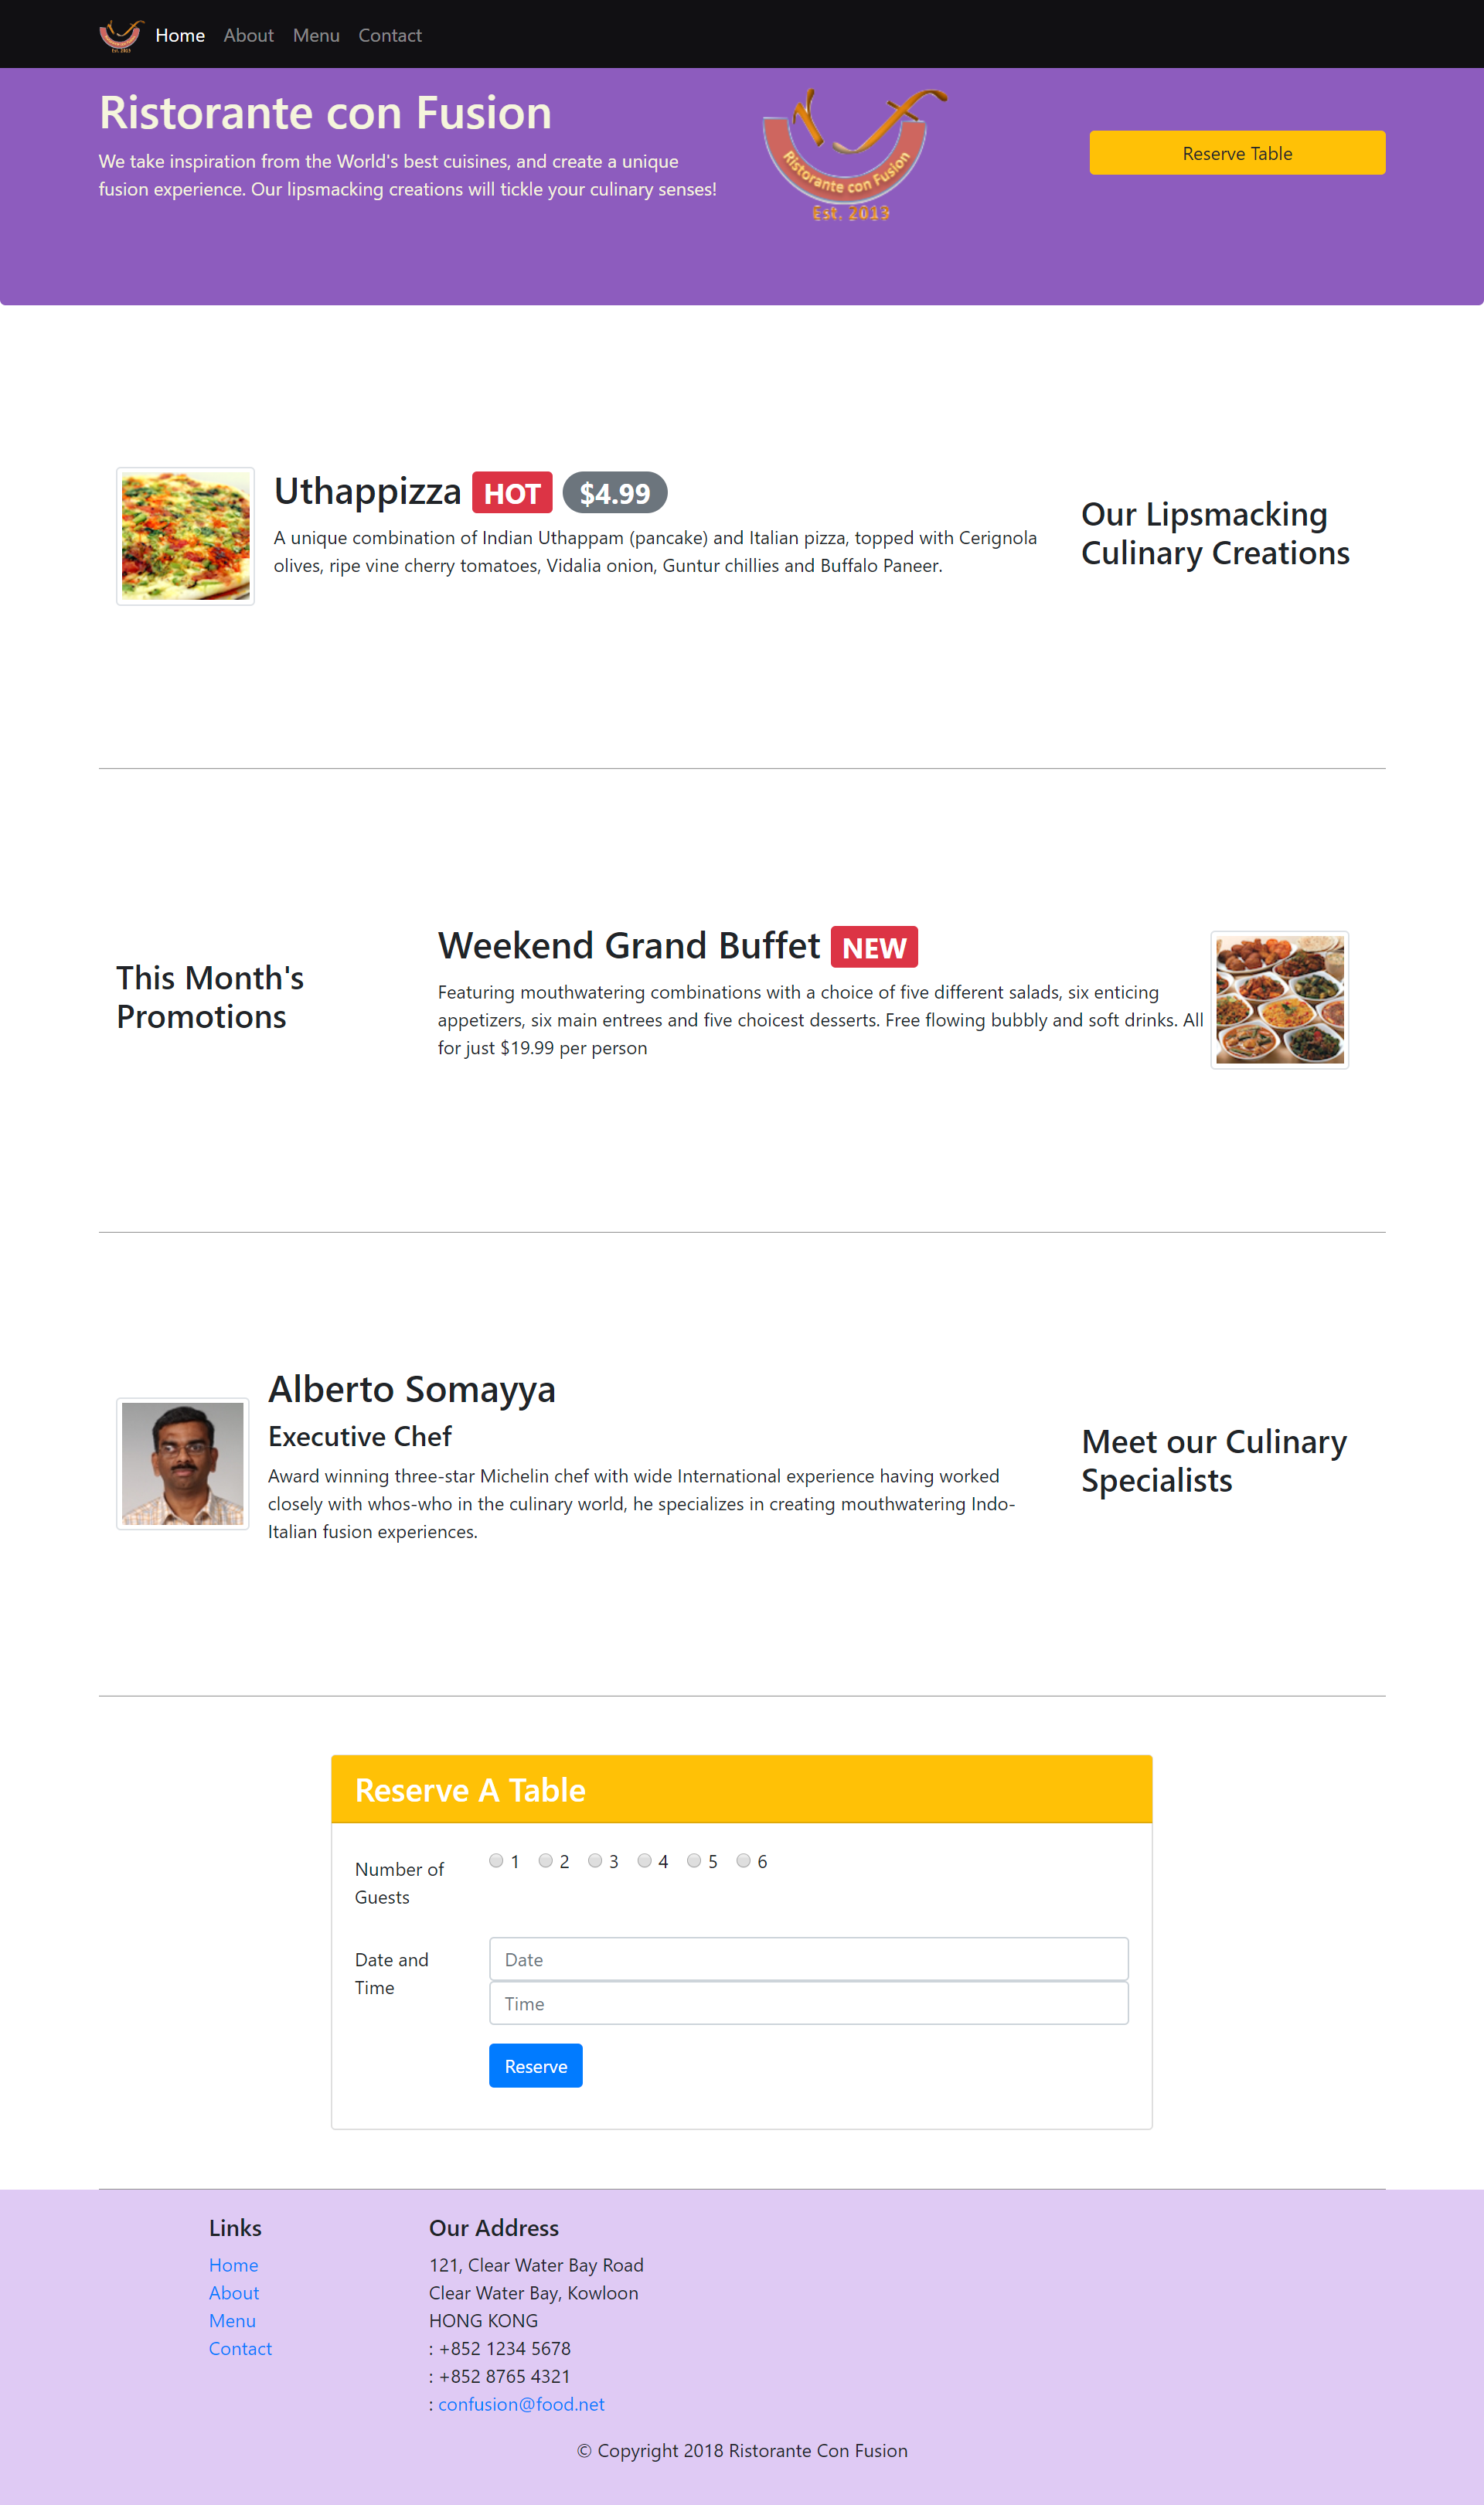 Home About Menu Contact
Ristorante con Fusion
We take inspiration from the World's best cuisines, and create a unique
fusion experience. Our lipsmacking creations will tickle your culinary senses!
Ristorante con Fusion
Est. 2013
Reserve Table
Uthappizza HOT $4.99
A unique combination of Indian Uthappam (pancake) and Italian pizza, topped with Cerignola
olives, ripe vine cherry tomatoes, Vidalia onion, Guntur chillies and Buffalo Paneer.
Our Lipsmacking
Culinary Creations
This Month's
Promotions
Weekend Grand Buffet NEW
Featuring mouthwatering combinations with a choice of five different salads, six enticing
appetizers, six main entrees and five choicest desserts. Free flowing bubbly and soft drinks. All
for just $19.99 per person
Alberto Somayya
Executive Chef
Award winning three-star Michelin chef with wide International experience having worked
closely with whos-who in the culinary world, he specializes in creating mouthwatering Indo-
Italian fusion experiences.
Meet our Culinary
Specialists
Reserve A Table
Number of
Guests
1 2 3 4 5 6
Date and
Time
Date
Time
Reserve
Links
Home
About
Menu
Contact
Our Address
121, Clear Water Bay Road
Clear Water Bay, Kowloon
HONG KONG
: +852 1234 5678
: +852 8765 4321
: confusion@food.net
© Copyright 2018 Ristorante Con Fusion